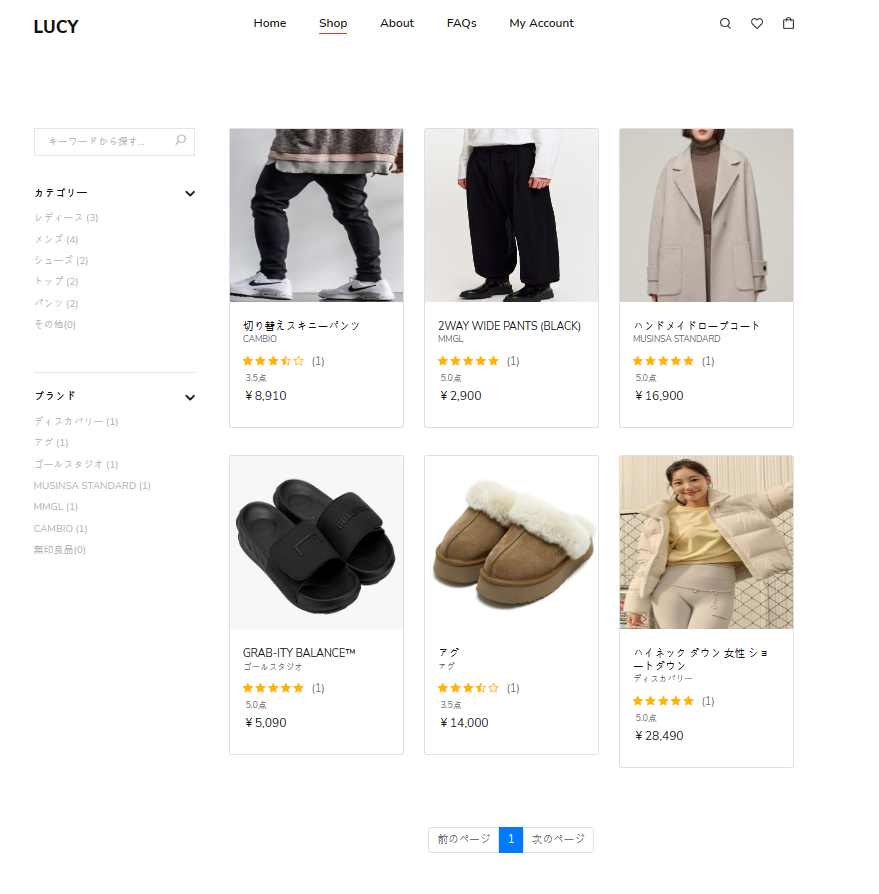 LUCY
Home
Shop
About
FAQs
My Account
キーワードから探す...
カテゴリー
レディース (3)
メンズ (4)
シューズ (2)
トップ (2)
パンツ (2)
その他(0)
ブランド
ディスカバリー (1)
アグ (1)
ゴールスタジオ (1)
MUSINSA STANDARD (1)
MMGL (1)
CAMBIO (1)
無印良品(0)
切り替えスキニーパンツ
CAMBIO
(1)
3.5点
¥ 8,910
2WAY WIDE PANTS (BLACK)
MMGL
(1)
5.0点
¥ 2,900
ハンドメイドローブコート
MUSINSA STANDARD
(1)
5.0点
¥ 16,900
GRAB-ITY BALANCE™
ゴールスタジオ
(1)
5.0点
¥ 5,090
アグ
アグ
(1)
3.5点
¥ 14,000
ハイネック ダウン 女性 ショ
ートダウン
ディスカバリー
(1)
5.0点
¥ 28,490
前のページ
1
次のページ